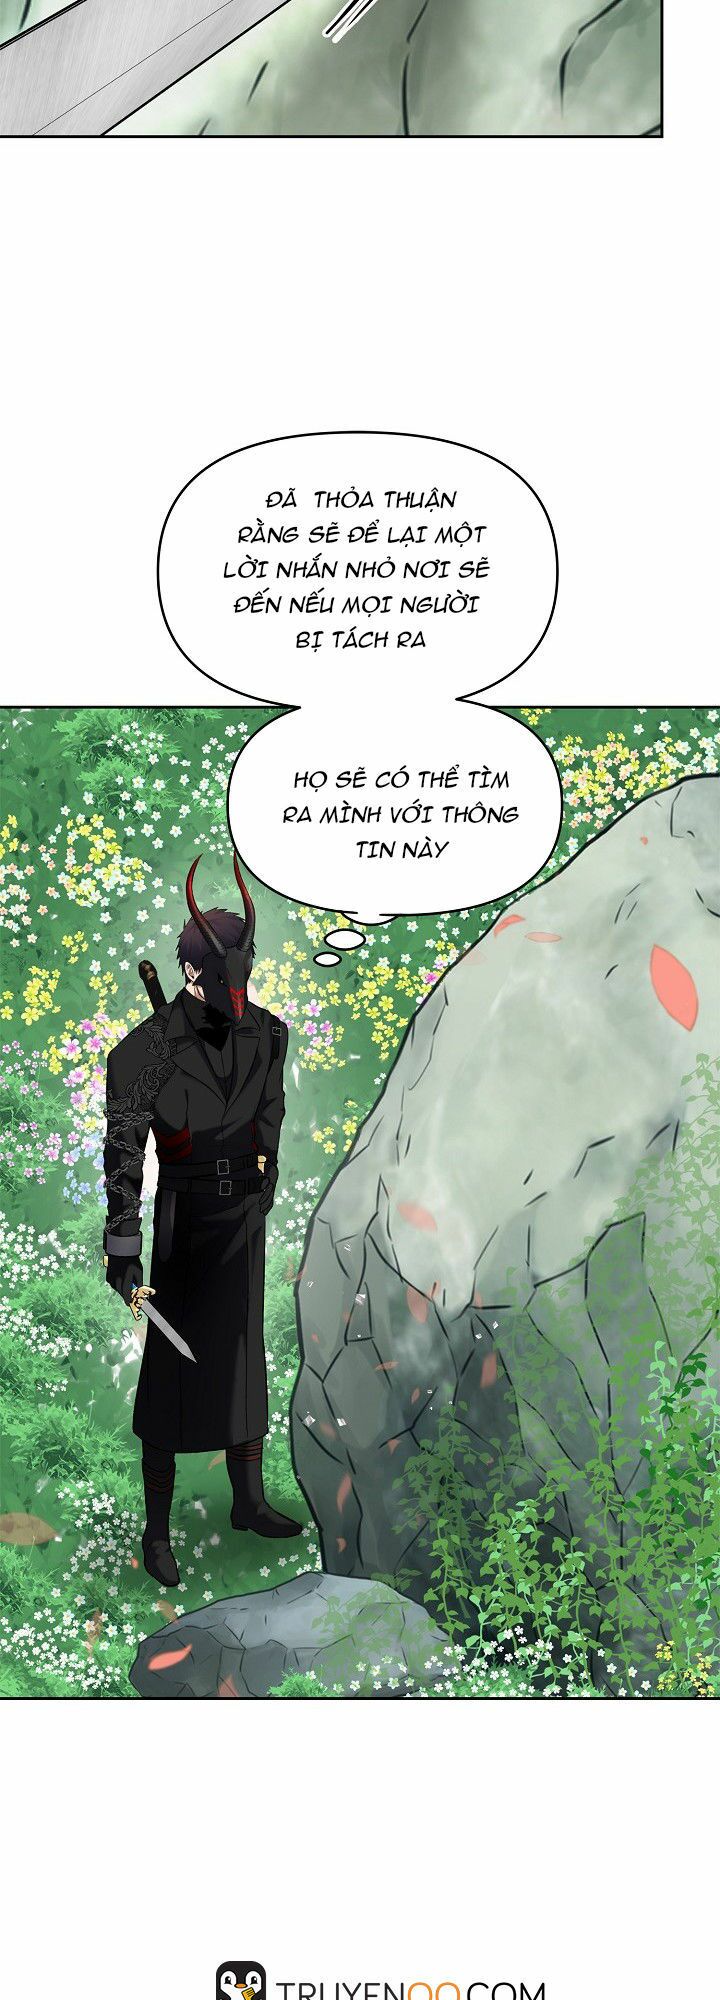 ĐÃ THỎA THUẬN
RẰNG SẼ ĐỂ LẠI MỘT
LỜI NHẮN NHỎ NƠI SẼ
ĐẾN NẾU MỌI NGƯỜI
BỊ TÁCH RA
HỌ SẼ CÓ THỂ TÌM
RA MÌNH VỚI THÔNG
TIN NÀY
TRUYENQQ.COM